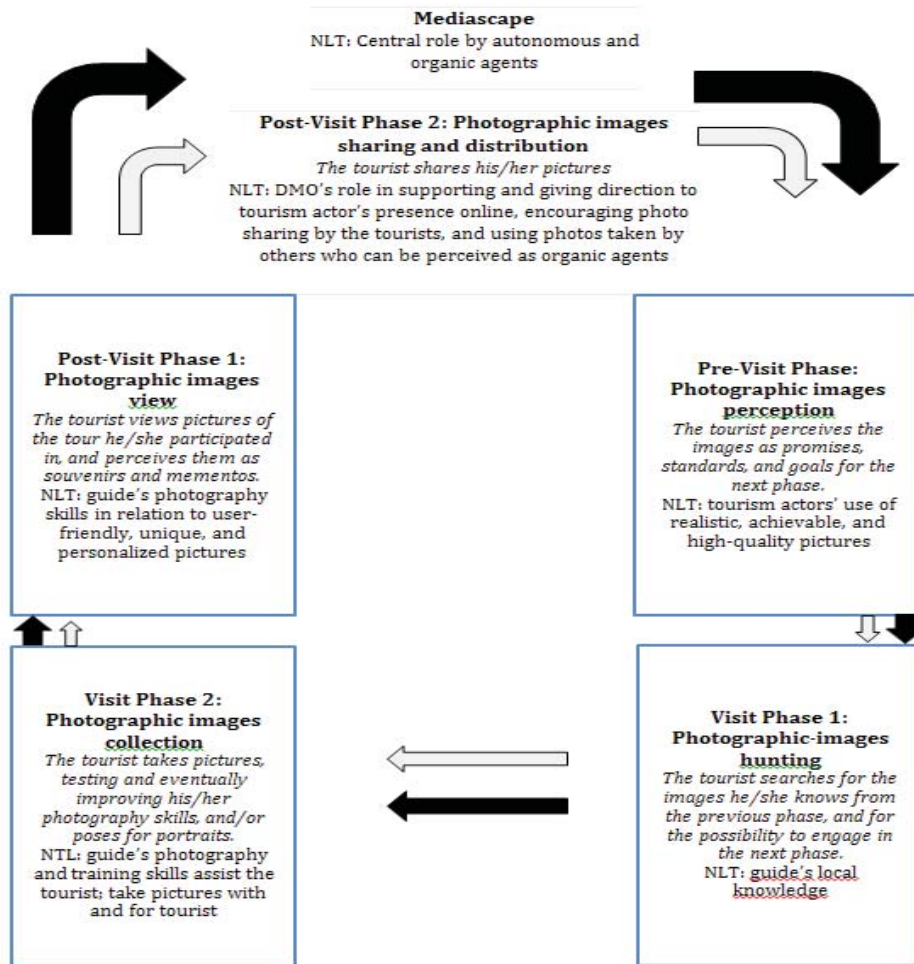 Mediascape
NLT: Central role by autonomous and
organic agents
Post-Visit Phase 2: Photographic images
sharing and distribution
The tourist shares his/her pictures
NLT: DMO's role in supporting and giving direction to
tourism actor's presence online, encouraging photo
sharing by the tourists, and using photos taken by
others who can be perceived as organic agents
Post-Visit Phase 1:
Photographic images
view
The tourist views pictures of
the tour he/she participated
in, and perceives them as
souvenirs and mementos.
NLT: guide's photography
skills in relation to user-
friendly, unique, and
personalized pictures
Pre-Visit Phase:
Photographic images
perception
The tourist perceives the
images as promises,
standards, and goals for the
next phase.
NLT: tourism actors' use of
realistic, achievable, and
high-quality pictures
Visit Phase 2:
Photographic images
collection
The tourist takes pictures,
testing and eventually
improving his/her
photography skills, and/or
poses for portraits.
NTL: guide's photography
and training skills assist the
tourist; take pictures with
and for tourist
Visit Phase 1:
Photographic-images
hunting
The tourist searches for the
images he/she knows from
the previous phase, and for
the possibility to engage in
the next phase.
NLT: guide's local
knowledge